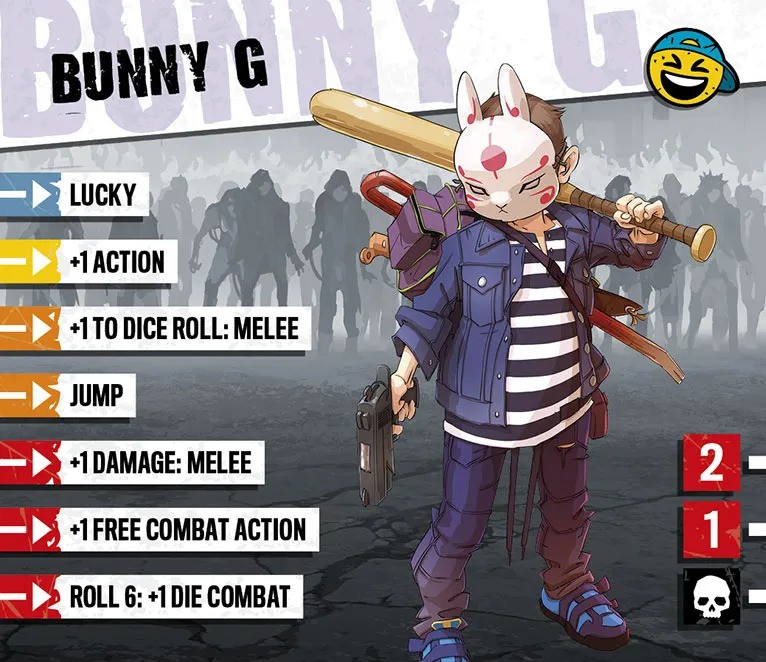 BUNNY G
BUNNY G
LUCKY
+1 ACTION
+1 TO DICE ROLL: MELEE
JUMP
+1 DAMAGE: MELEE
+1 FREE COMBAT ACTION
ROLL 6: +1 DIE COMBAT
2
1